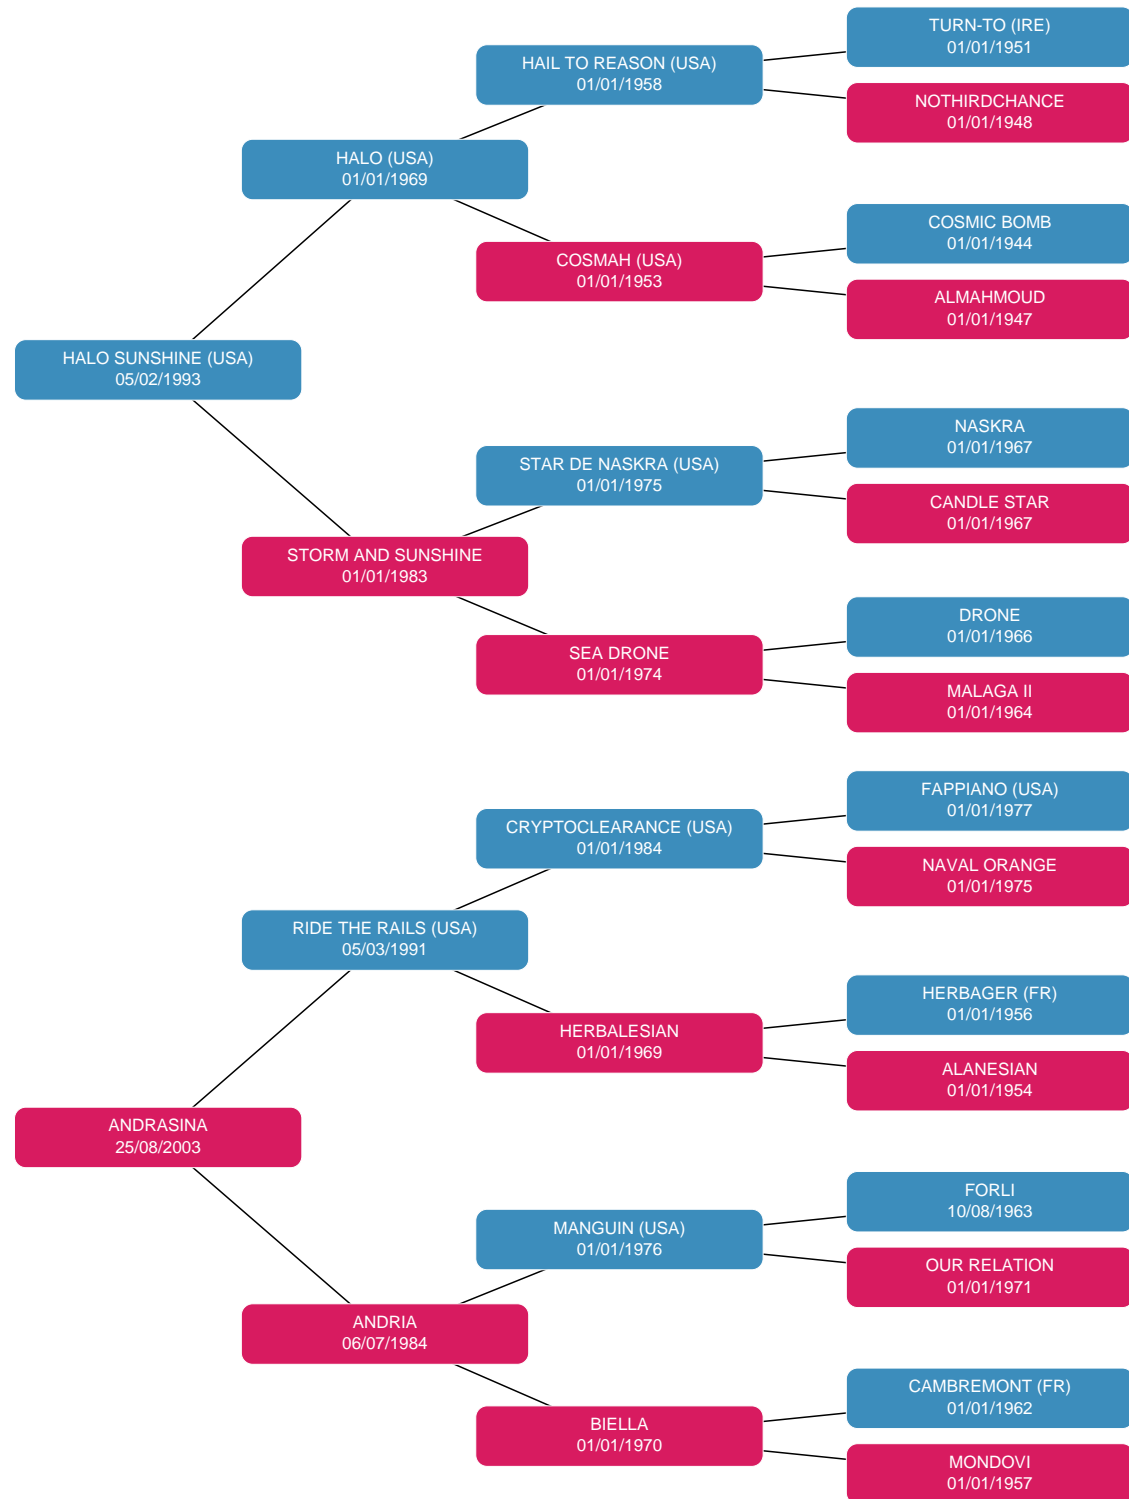 TURN-TO (IRE)
01/01/1951
HAIL TO REASON (USA)
01/01/1958
NOTHIRDCHANCE
01/01/1948
HALO (USA)
01/01/1969
COSMIC BOMB
01/01/1944
COSMAH (USA)
01/01/1953
ALMAHMOUD
01/01/1947
HALO SUNSHINE (USA)
05/02/1993
NASKRA
01/01/1967
STAR DE NASKRA (USA)
01/01/1975
CANDLE STAR
01/01/1967
STORM AND SUNSHINE
01/01/1983
DRONE
01/01/1966
SEA DRONE
01/01/1974
MALAGA II
01/01/1964
FAPPIANO (USA)
01/01/1977
CRYPTOCLEARANCE (USA)
01/01/1984
NAVAL ORANGE
01/01/1975
RIDE THE RAILS (USA)
05/03/1991
HERBAGER (FR)
01/01/1956
HERBALESIAN
01/01/1969
ALANESIAN
01/01/1954
ANDRASINA
25/08/2003
FORLI
10/08/1963
MANGUIN (USA)
01/01/1976
OUR RELATION
01/01/1971
ANDRIA
06/07/1984
CAMBREMONT (FR)
01/01/1962
BIELLA
01/01/1970
MONDOVI
01/01/1957